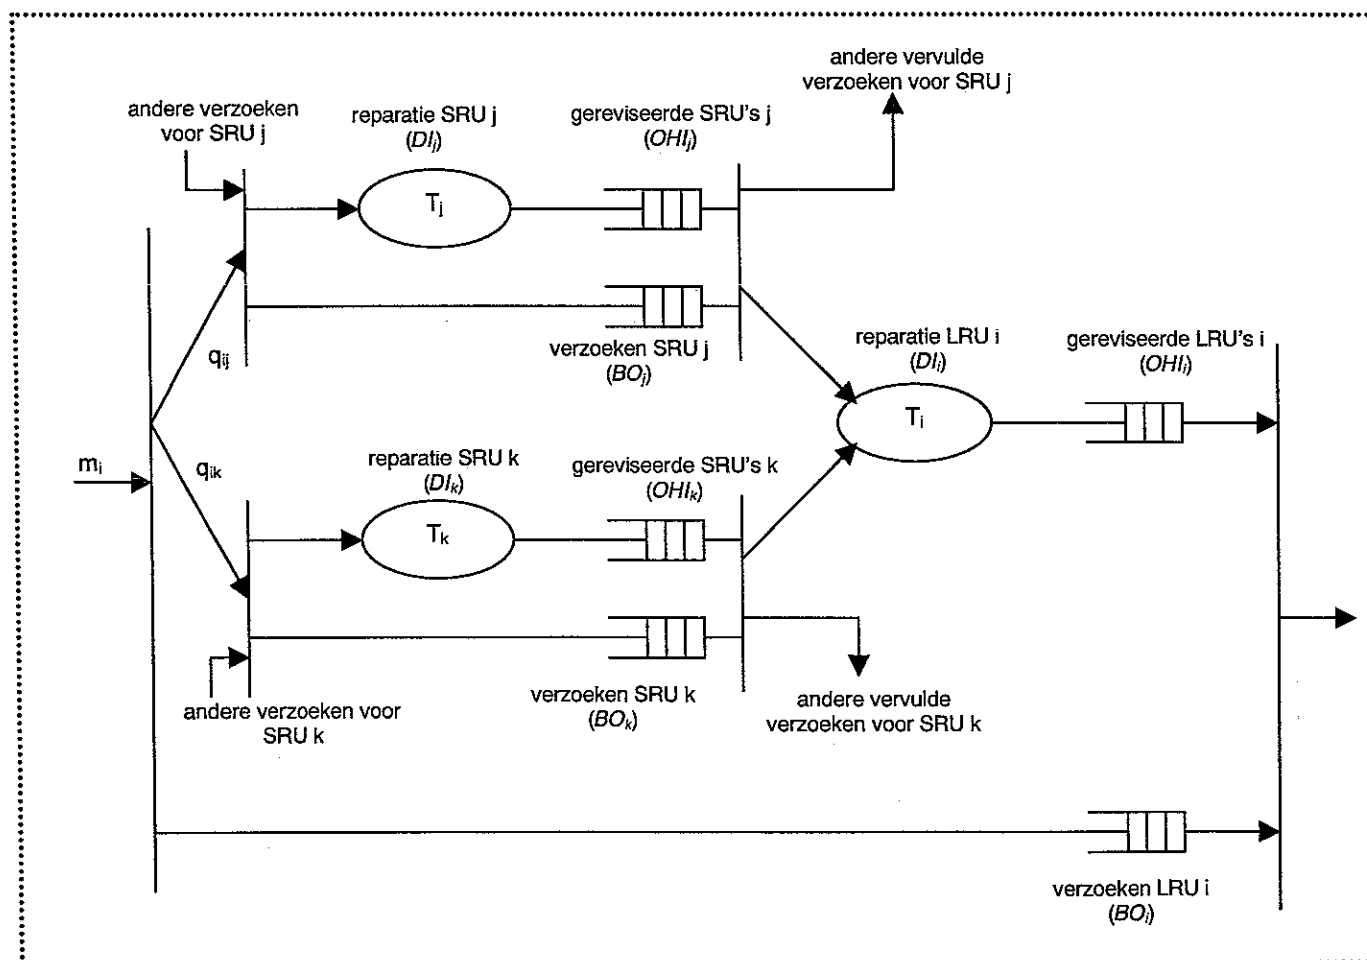 andere vervulde
verzoeken voor SRU j
andere verzoeken
voor SRU j
reparatie SRU j
(DIj)
gereviseerde SRU's j
(OHIj)
Tj
verzoeken SRU j
(BOj)
qij
reparatie LRU i
(DIi)
gereviseerde LRU's i
(OHIi)
Ti
mi
qik
reparatie SRU k
(DIk)
gereviseerde SRU's k
(OHIk)
Tk
verzoeken SRU k
(BOk)
andere verzoeken voor
SRU k
andere vervulde
verzoeken voor SRU k
verzoeken LRU i
(BOi)